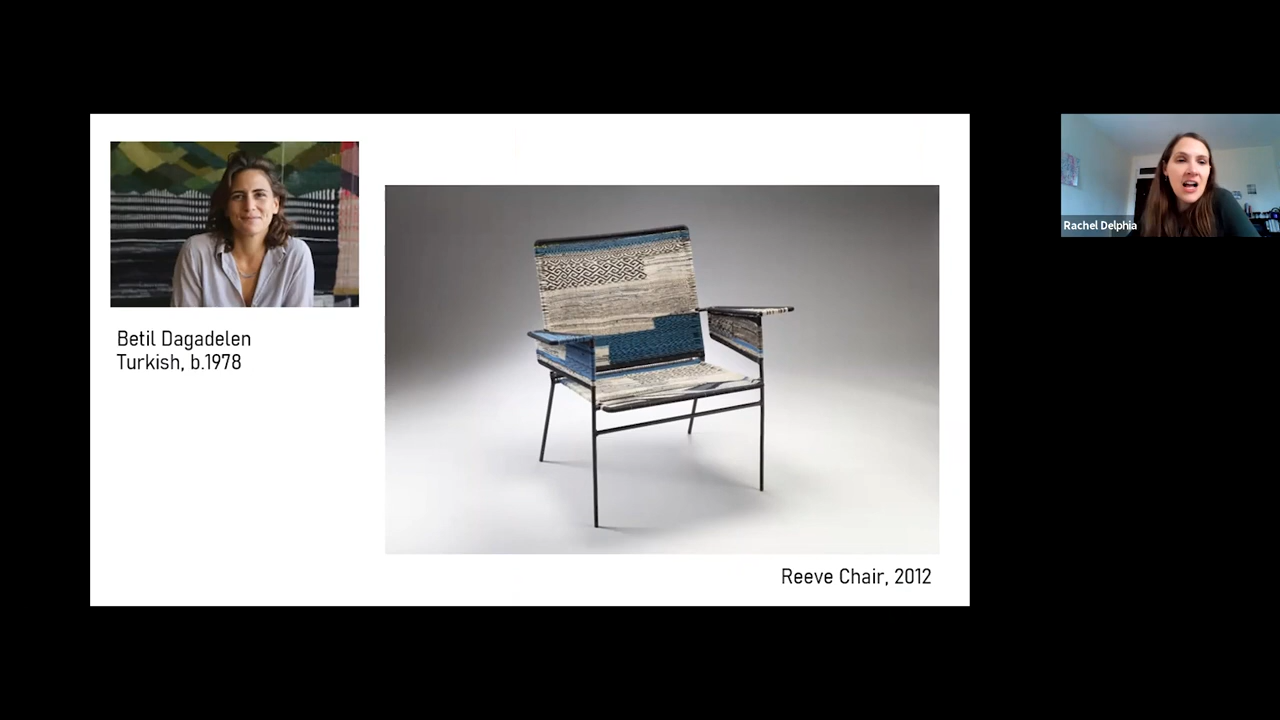 Betil Dagadelen
Turkish, b.1978
Reeve Chair, 2012
Rachel Delphia